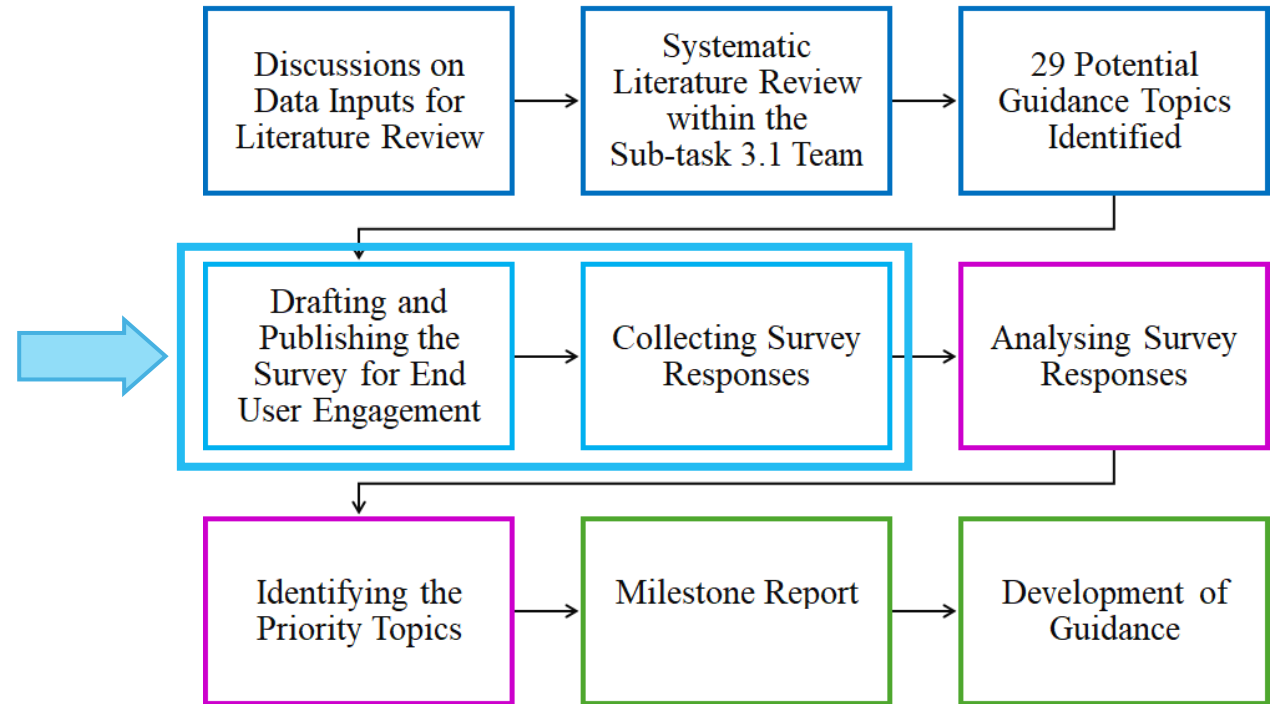 Discussions on
Data Inputs for
Literature Review
Systematic
Literature Review
within the
Sub-task 3.1 Team
29 Potential
Guidance Topics
Identified
Drafting and
Publishing the
Survey for End
User Engagement
Collecting Survey
Responses
Analysing Survey
Responses
Identifying the
Priority Topics
Milestone Report
Development of
Guidance